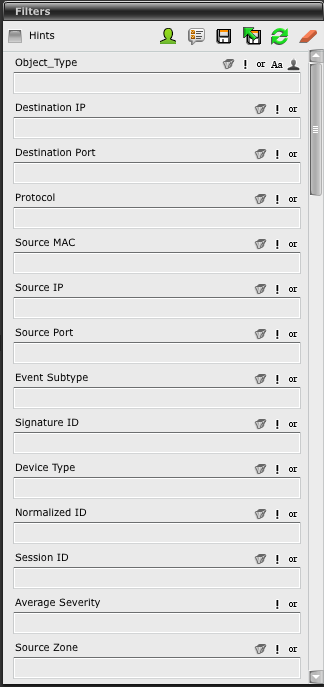 Filters
Hints
Object_Type ! or Aa
Destination IP ! or
Destination Port ! or
Protocol ! or
Source MAC ! or
Source IP ! or
Source Port ! or
Event Subtype ! or
Signature ID ! or
Device Type ! or
Normalized ID ! or
Session ID ! or
Average Severity ! or
Source Zone ! or